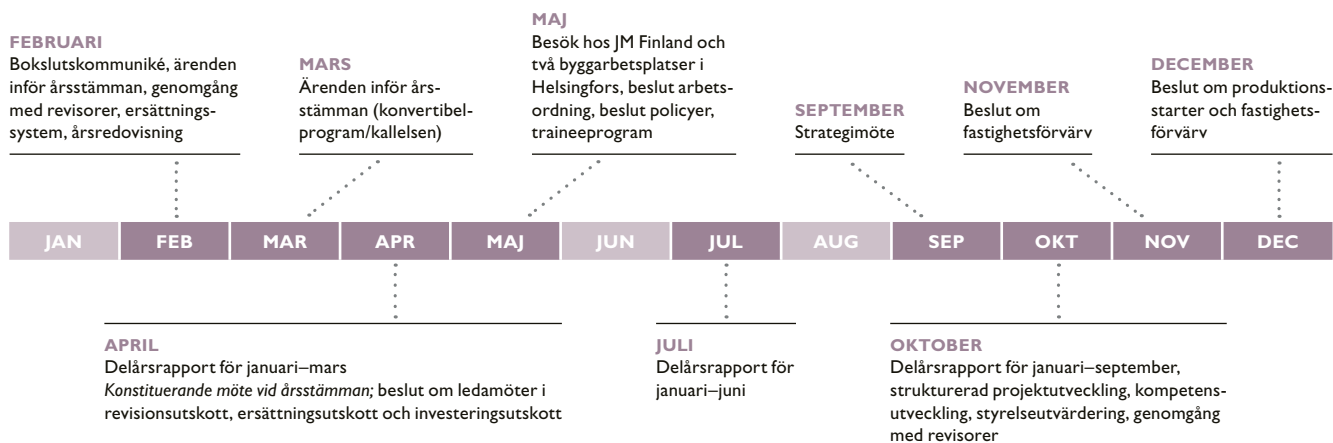 FEBRUARI
Bokslutskommuniké, ärenden
inför årsstämman, genomgång
med revisorer, ersättnings-
system, årsredovisning
MARS
Ärenden inför års-
stämman (konvertibel-
program/kallelsen)
MAJ
Besök hos JM Finland och
två byggarbetsplatser i
Helsingfors, beslut arbets-
ordning, beslut policyer,
traineeprogram
SEPTEMBER
Strategimöte
NOVEMBER
Beslut om
fastighetsförvärv
DECEMBER
Beslut om produktions-
starter och fastighets-
förvärv
JAN FEB MAR APR MAJ JUN JUL AUG SEP OKT NOV DEC
APRIL
Delårsrapport för januari–mars
Konstituerande möte vid årsstämman; beslut om ledamöter i
revisionsutskott, ersättningsutskott och investeringsutskott
JULI
Delårsrapport för
januari–juni
OKTOBER
Delårsrapport för januari–september,
strukturerad projektutveckling, kompetens-
utveckling, styrelseutvärdering, genomgång
med revisorer